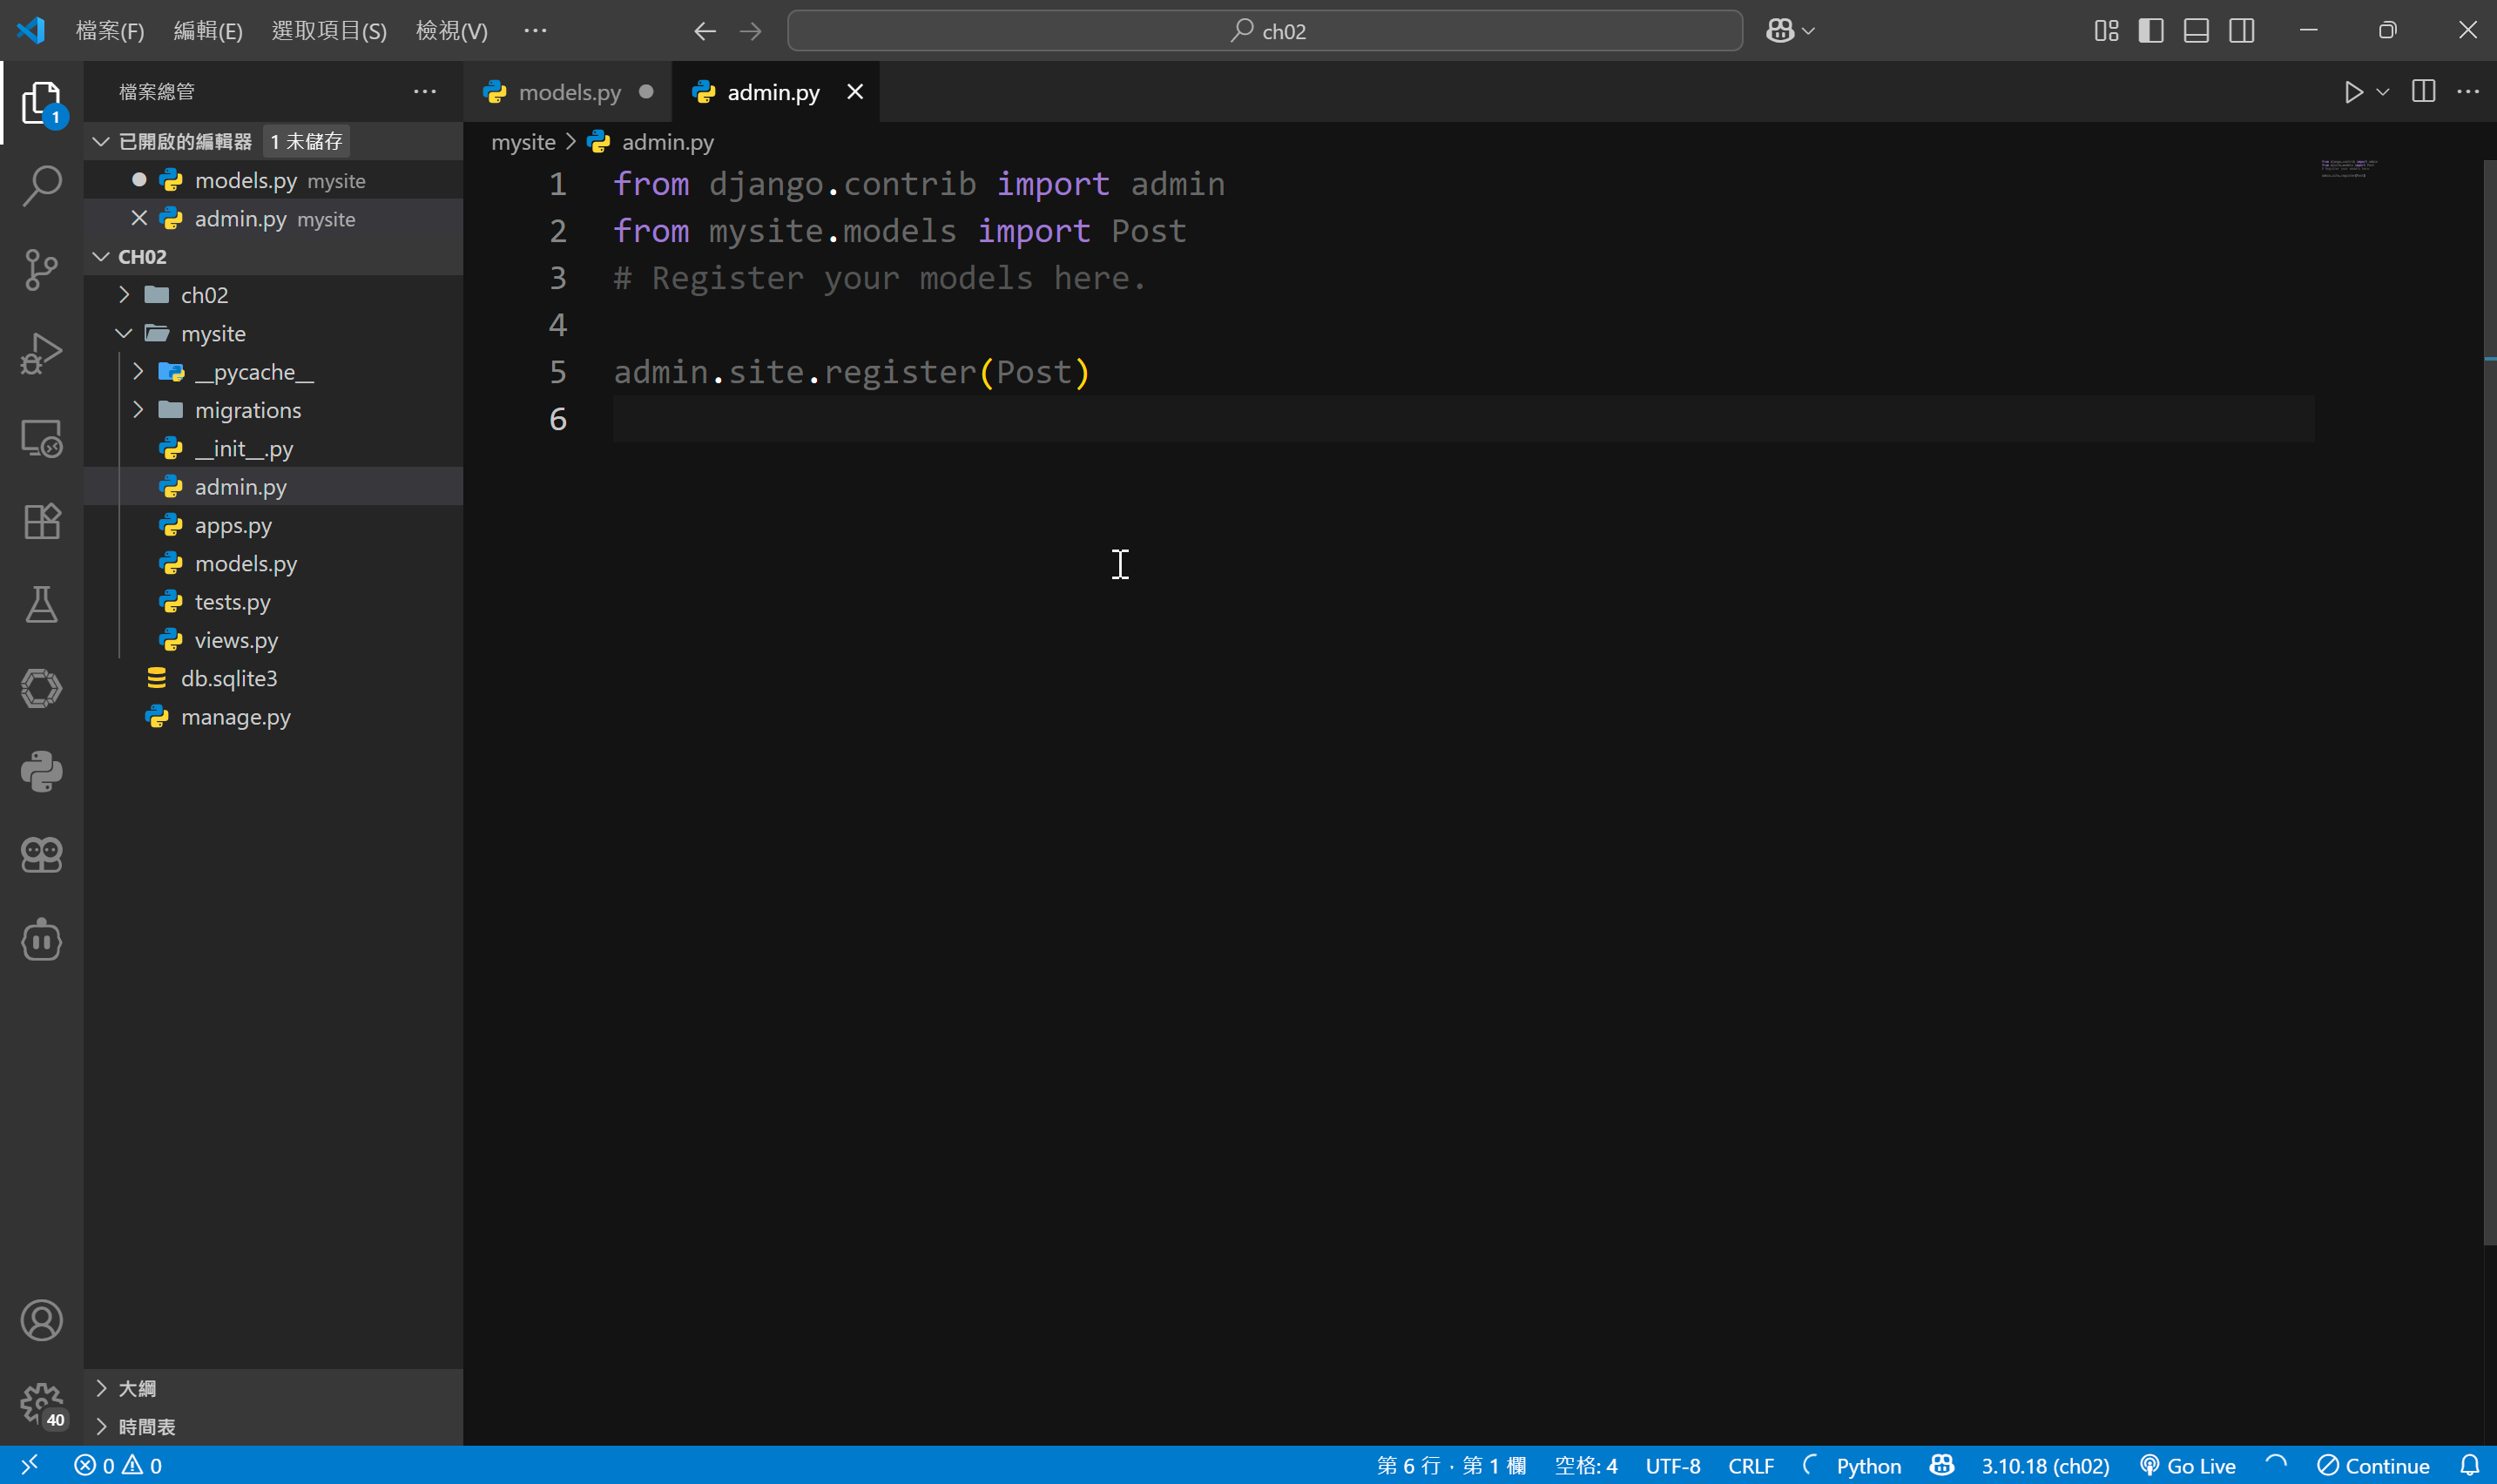 檔案(F) 編輯(E) 選取項目(S) 檢視(V) ··· ch02
檔案總管 ···
models.py
admin.py
1
已開啟的編輯器 1 未儲存
mysite > admin.py
models.py mysite
admin.py mysite
CH02
ch02
mysite
__pycache__
migrations
__init__.py
admin.py
apps.py
models.py
tests.py
views.py
db.sqlite3
manage.py
1 from django.contrib import admin
2 from mysite.models import Post
3 # Register your models here.
4
5 admin.site.register(Post)
6
大綱
時間表
40
0 0 第 6 行，第 1 欄 空格: 4 UTF-8 CRLF Python 3.10.18 (ch02) Go Live Continue